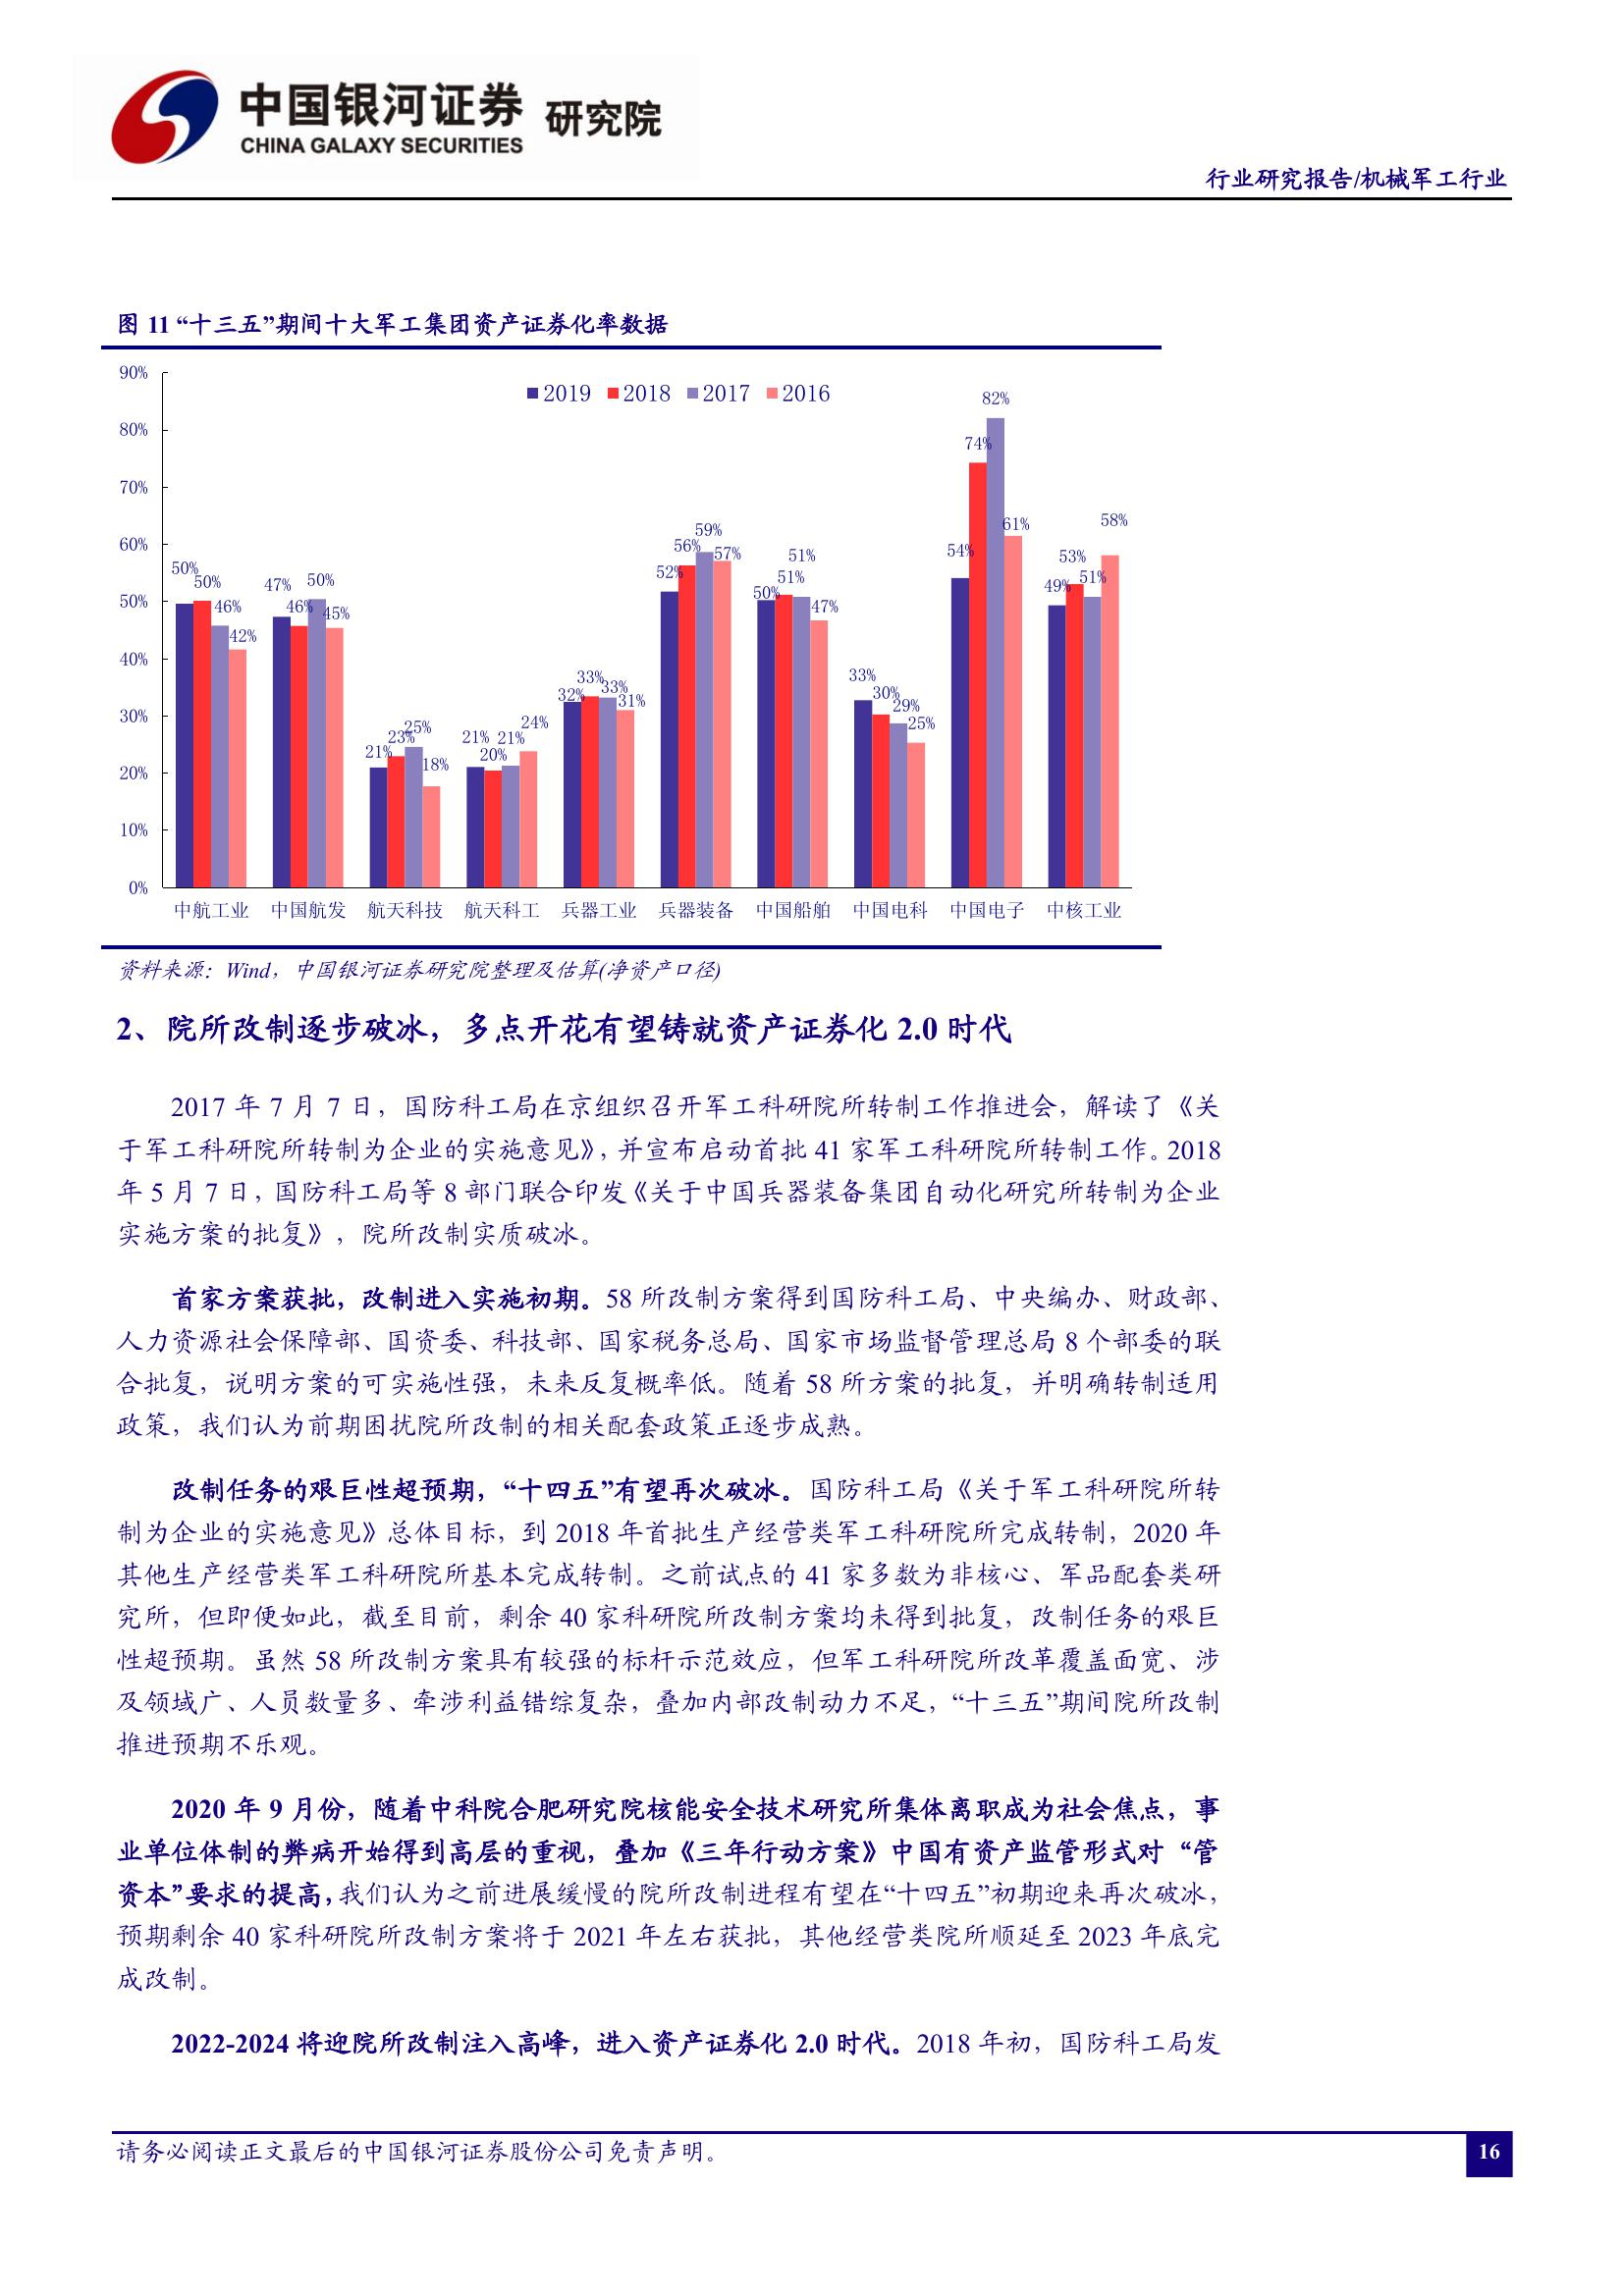 中国银河证券 研究院
CHINA GALAXY SECURITIES
行业研究报告/机械军工行业
图 11 “十三五”期间十大军工集团资产证券化率数据
90%
80%
70%
60%
50%
40%
30%
20%
10%
0%
2019 2018 2017 2016
50% 50% 46% 42%
47% 46% 50% 45%
21% 23% 25% 18%
21% 20% 21% 24%
32% 33% 33% 31%
52% 56% 59% 57%
50% 51% 51% 47%
33% 30% 29% 25%
54% 74% 82% 61%
49% 53% 51% 58%
中航工业 中国航发 航天科技 航天科工 兵器工业 兵器装备 中国船舶 中国电科 中国电子 中核工业
资料来源：Wind，中国银河证券研究院整理及估算(净资产口径)
2、院所改制逐步破冰，多点开花有望铸就资产证券化 2.0 时代
2017 年 7 月 7 日，国防科工局在京组织召开军工科研院所转制工作推进会，解读了《关
于军工科研院所转制为企业的实施意见》，并宣布启动首批 41 家军工科研院所转制工作。2018
年 5 月 7 日，国防科工局等 8 部门联合印发《关于中国兵器装备集团自动化研究所转制为企业
实施方案的批复》，院所改制实质破冰。
首家方案获批，改制进入实施初期。58 所改制方案得到国防科工局、中央编办、财政部、
人力资源社会保障部、国资委、科技部、国家税务总局、国家市场监督管理总局 8 个部委的联
合批复，说明方案的可实施性强，未来反复概率低。随着 58 所方案的批复，并明确转制适用
政策，我们认为前期困扰院所改制的相关配套政策正逐步成熟。
改制任务的艰巨性超预期，“十四五”有望再次破冰。国防科工局《关于军工科研院所转
制为企业的实施意见》总体目标，到 2018 年首批生产经营类军工科研院所完成转制，2020 年
其他生产经营类军工科研院所基本完成转制。之前试点的 41 家多数为非核心、军品配套类研
究所，但即便如此，截至目前，剩余 40 家科研院所改制方案均未得到批复，改制任务的艰巨
性超预期。虽然 58 所改制方案具有较强的标杆示范效应，但军工科研院所改革覆盖面宽、涉
及领域广、人员数量多、牵涉利益错综复杂，叠加内部改制动力不足，“十三五”期间院所改制
推进预期不乐观。
2020 年 9 月份，随着中科院合肥研究院核能安全技术研究所集体离职成为社会焦点，事
业单位体制的弊病开始得到高层的重视，叠加《三年行动方案》中国有资产监管形式对 “管
资本”要求的提高，我们认为之前进展缓慢的院所改制进程有望在“十四五”初期迎来再次破冰，
预期剩余 40 家科研院所改制方案将于 2021 年左右获批，其他经营类院所顺延至 2023 年底完
成改制。
2022-2024 将迎院所改制注入高峰，进入资产证券化 2.0 时代。2018 年初，国防科工局发
请务必阅读正文最后的中国银河证券股份公司免责声明。
16